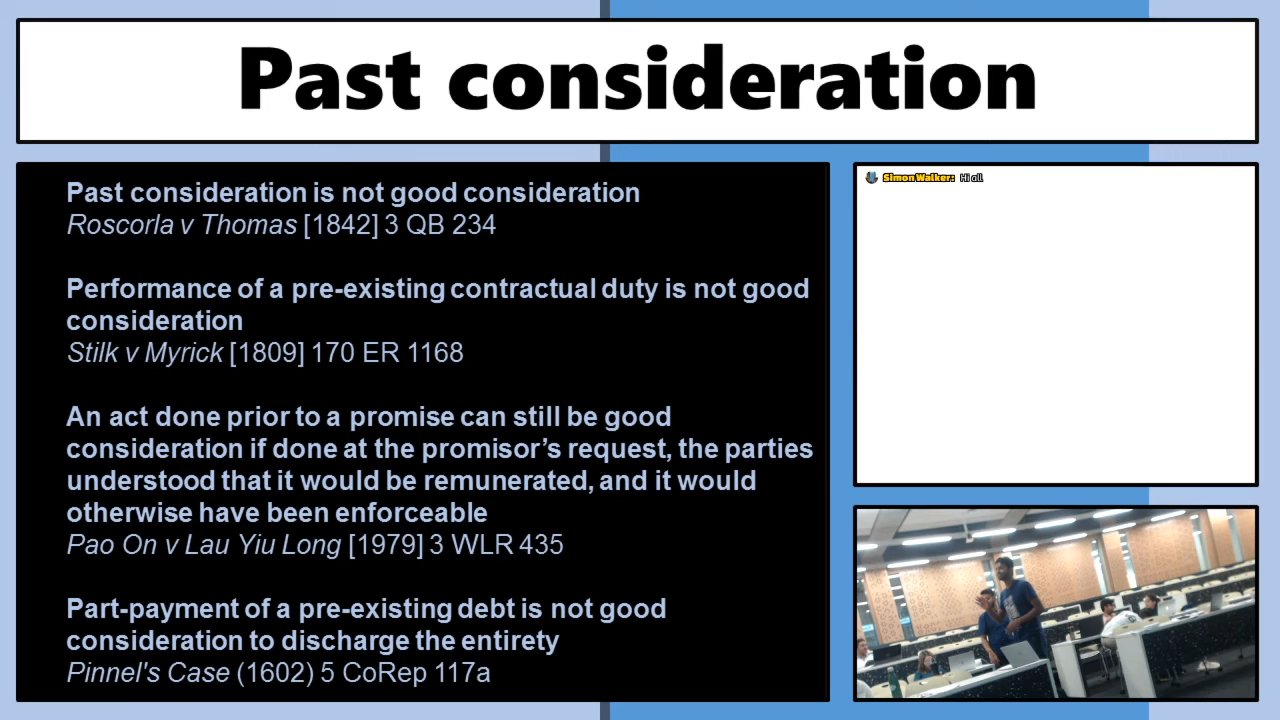 Past consideration
Past consideration is not good consideration
Roscorla v Thomas [1842] 3 QB 234
Performance of a pre-existing contractual duty is not good
consideration
Stilk v Myrick [1809] 170 ER 1168
An act done prior to a promise can still be good
consideration if done at the promisor’s request, the parties
understood that it would be remunerated, and it would
otherwise have been enforceable
Pao On v Lau Yiu Long [1979] 3 WLR 435
Part-payment of a pre-existing debt is not good
consideration to discharge the entirety
Pinnel's Case (1602) 5 CoRep 117a
Simon Walker: Hi all